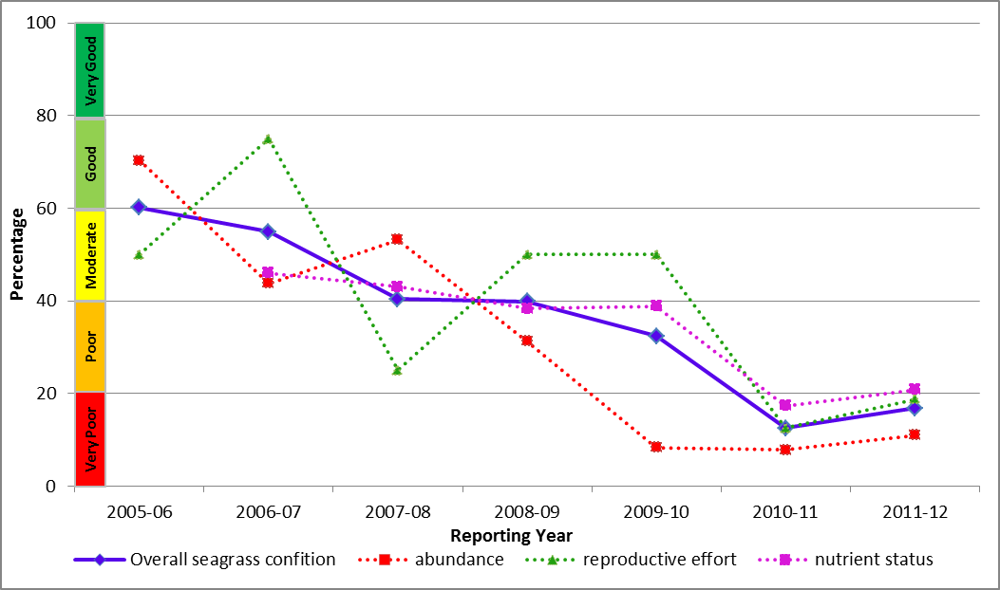 100
80
60
40
20
0
Percentage
Very Good
Good
Moderate
Poor
Very Poor
2005-06 2006-07 2007-08 2008-09 2009-10 2010-11 2011-12
Reporting Year
Overall seagrass confition abundance reproductive effort nutrient status